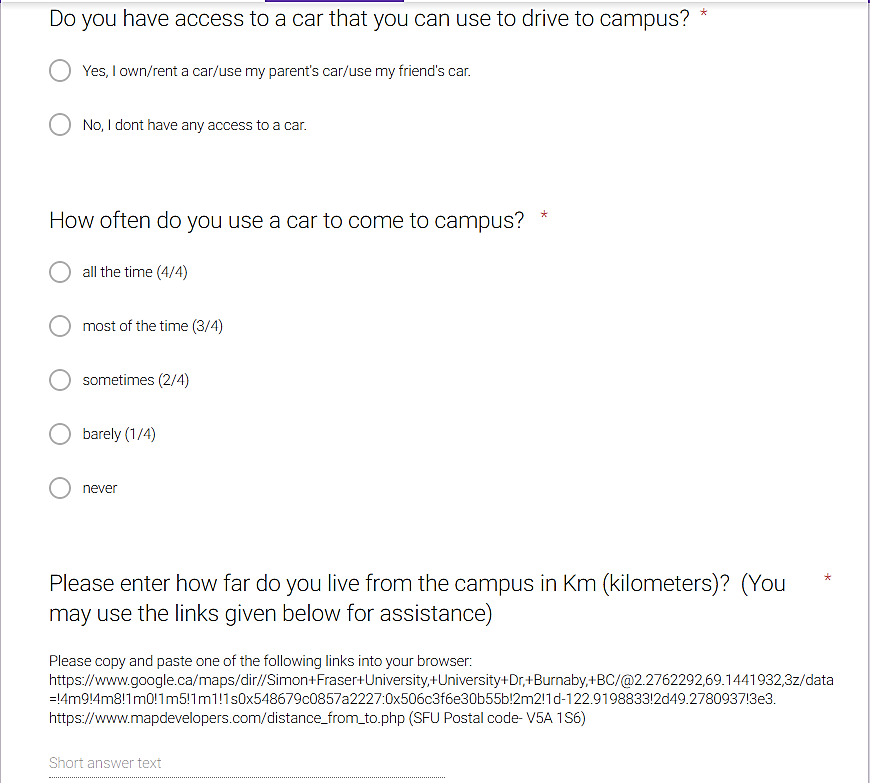 Do you have access to a car that you can use to drive to campus? *
Yes, I own/rent a car/use my parent's car/use my friend's car.
No, I dont have any access to a car.
How often do you use a car to come to campus? *
all the time (4/4)
most of the time (3/4)
sometimes (2/4)
barely (1/4)
never
Please enter how far do you live from the campus in Km (kilometers)? (You *
may use the links given below for assistance)
Please copy and paste one of the following links into your browser:
https://www.google.ca/maps/dir//Simon+Fraser+University,+University+Dr,+Burnaby,+BC/@2.2762292,69.1441932,3z/data
=!4m9!4m8!1m0!1m5!1m1!1s0x548679c0857a2227:0x506c3f6e30b55b!2m2!1d-122.9198833!2d49.2780937!3e3.
https://www.mapdevelopers.com/distance_from_to.php (SFU Postal code- V5A 1S6)
Short answer text